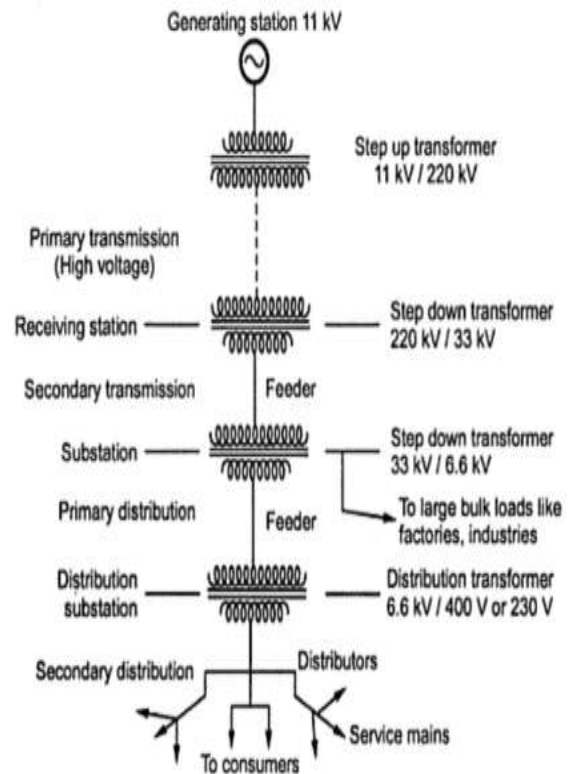 Generating station 11 kV
Step up transformer
11 kV / 220 kV
Primary transmission
(High voltage)
Receiving station
Step down transformer
220 kV / 33 kV
Secondary transmission
Feeder
Substation
Step down transformer
33 kV / 6.6 kV
Primary distribution
Feeder
To large bulk loads like
factories, industries
Distribution
substation
Distribution transformer
6.6 kV / 400 V or 230 V
Secondary distribution
Distributors
Service mains
To consumers